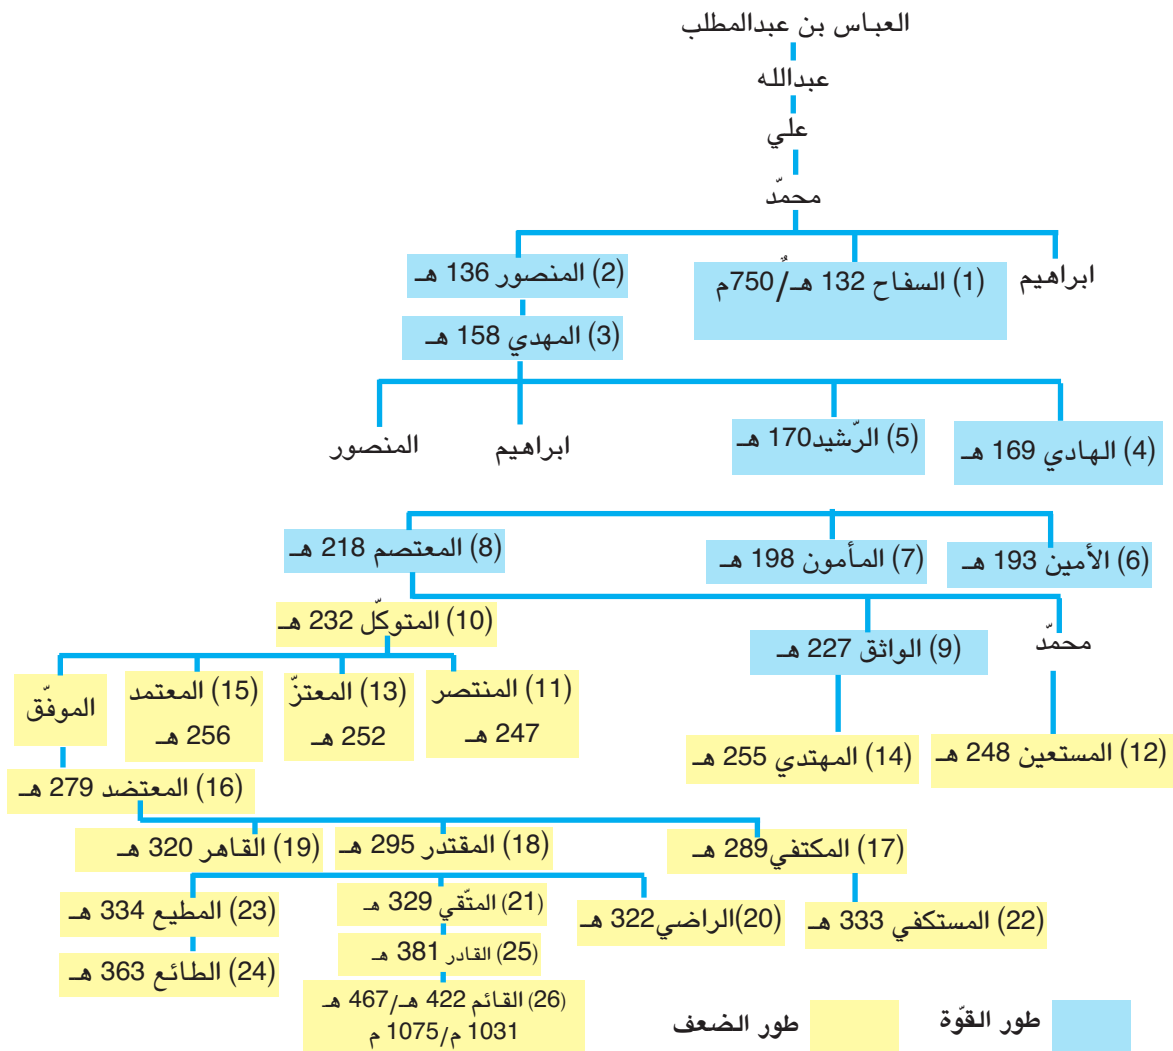 العباس بن عبدالمطلب
عبدالله
علي
محمدّ
ابراهيم
(1) السفاح 132 هـ/750م
(2) المنصور 136 هـ
(3) المهدي 158 هـ
(4) الهادي 169 هـ
(5) الرّشيد170 هـ
ابراهيم
المنصور
(6) الأمين 193 هـ
(7) المأمون 198 هـ
(8) المعتصم 218 هـ
محمدّ
(9) الواثق 227 هـ
(10) المتوكّل 232 هـ
(11) المنتصر
247 هـ
(13) المعتزّ
252 هـ
(15) المعتمد
256 هـ
الموفّق
(12) المستعين 248 هـ
(14) المهتدي 255 هـ
(16) المعتضد 279 هـ
(17) المكتفي289 هـ
(18) المقتدر 295 هـ
(19) القاهر 320 هـ
(22) المستكفي 333 هـ
(20)الراضي322 هـ
(21) المتّقي 329 هـ
(23) المطيع 334 هـ
(25) القادر 381 هـ
(24) الطائع 363 هـ
(26) القائم 422 هـ/467 هـ
1031 م/1075 م
طور القوّة
طور الضعف